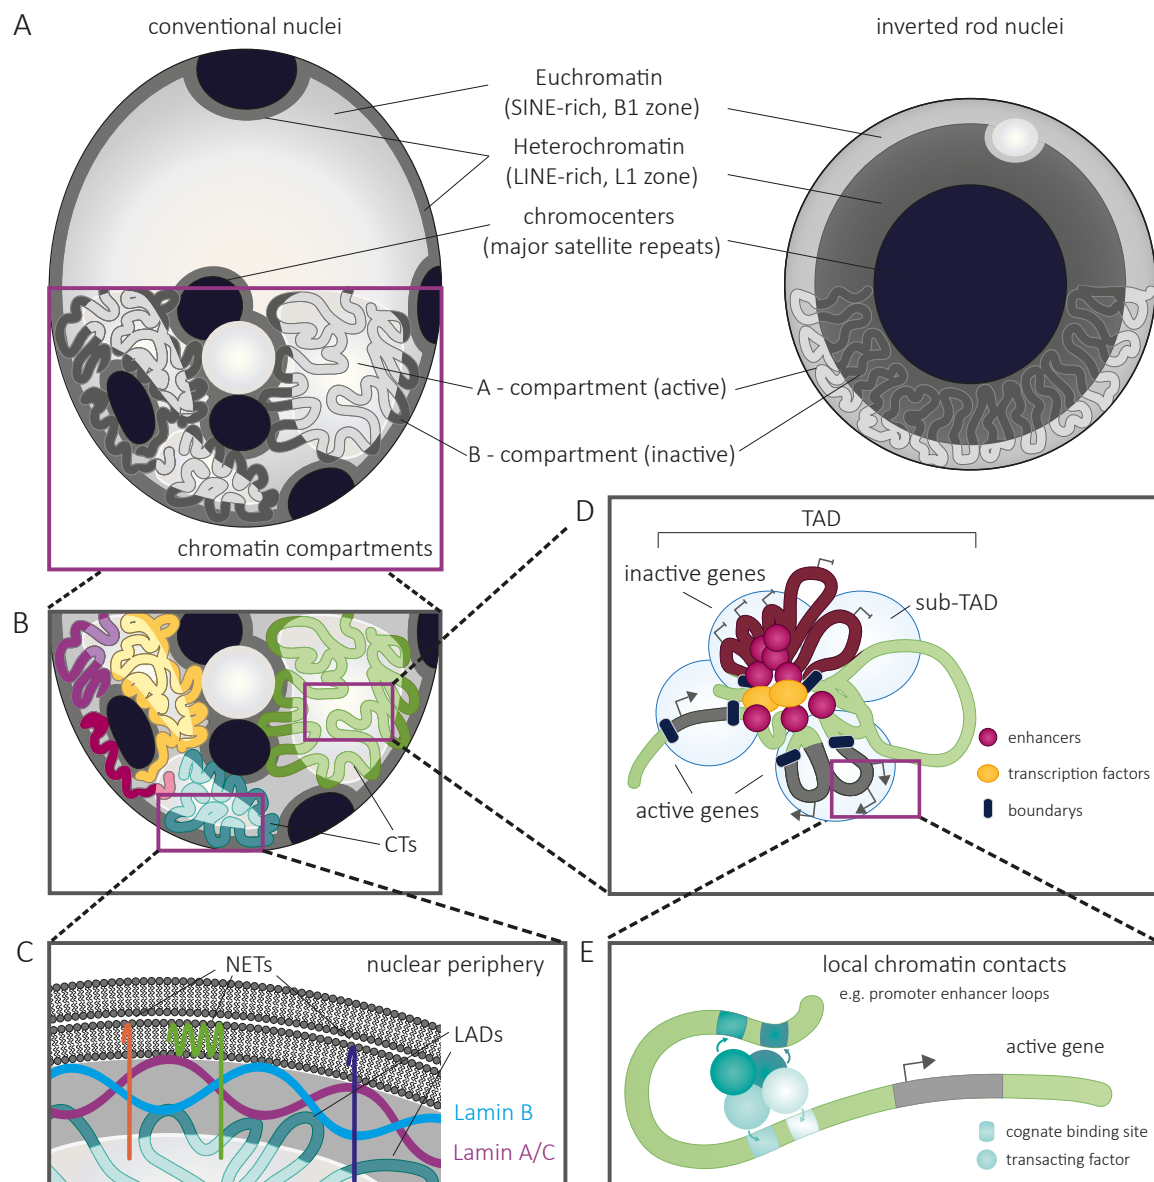 A
conventional nuclei
inverted rod nuclei
Euchromatin
(SINE-rich, B1 zone)
Heterochromatin
(LINE-rich, L1 zone)
chromocenters
(major satellite repeats)
A - compartment (active)
B - compartment (inactive)
chromatin compartments
B
CTs
D
TAD
inactive genes
sub-TAD
enhancers
transcription factors
active genes
boundarys
C
NETs
nuclear periphery
LADs
Lamin B
Lamin A/C
E
local chromatin contacts
e.g. promoter enhancer loops
active gene
cognate binding site
transacting factor